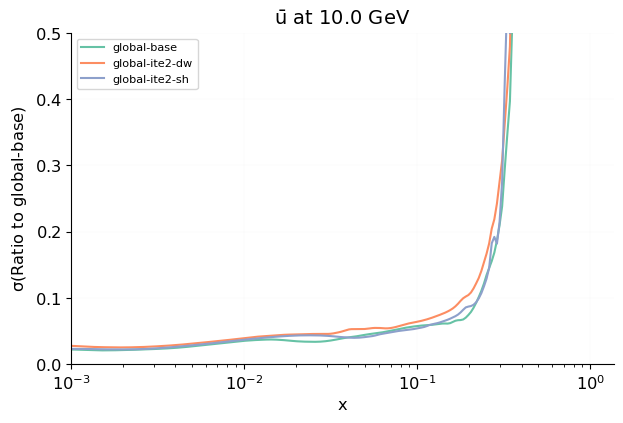 ū at 10.0 GeV
global-base
global-ite2-dw
global-ite2-sh
σ(Ratio to global-base)
0.5
0.4
0.3
0.2
0.1
0.0
10⁻³ 10⁻² 10⁻¹ 10⁰
x